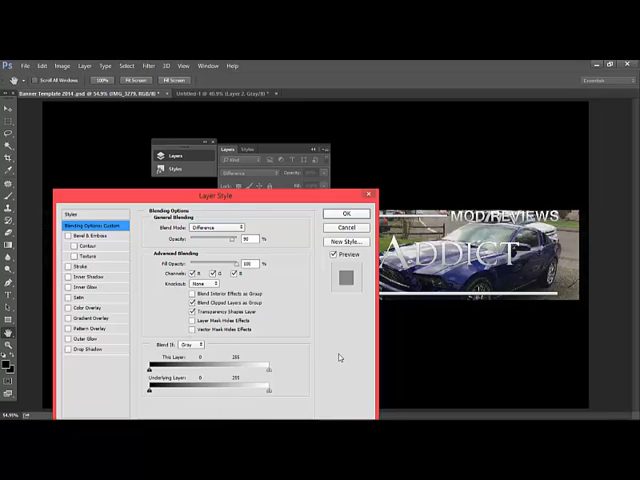 Ps File Edit Image Layer Type Select Filter 3D View Window Help
Scroll All Windows 100% Fit Screen Fit Screen Essentials
Banner Template 2014.psd @ 54.9% (IMG_3279, RGB/8) * × Untitled-1 @ 40.9% (Layer 2, Gray/8) * ×
Layers Layers Styles
Styles Kind
Difference
Lock:
Layer Style
Styles
Blending Options: Custom
Bevel & Emboss
Contour
Texture
Stroke
Inner Shadow
Inner Glow
Satin
Color Overlay
Gradient Overlay
Pattern Overlay
Outer Glow
Drop Shadow
Blending Options
General Blending
Blend Mode: Difference
Opacity: 90 %
Advanced Blending
Fill Opacity: 100 %
Channels: R G B
Knockout: None
Blend Interior Effects as Group
Blend Clipped Layers as Group
Transparency Shapes Layer
Layer Mask Hides Effects
Vector Mask Hides Effects
Blend If: Gray
This Layer: 0 255
Underlying Layer: 0 255
OK
Cancel
New Style...
Preview
MOD/REVIEWS
ADDICT
54.95%